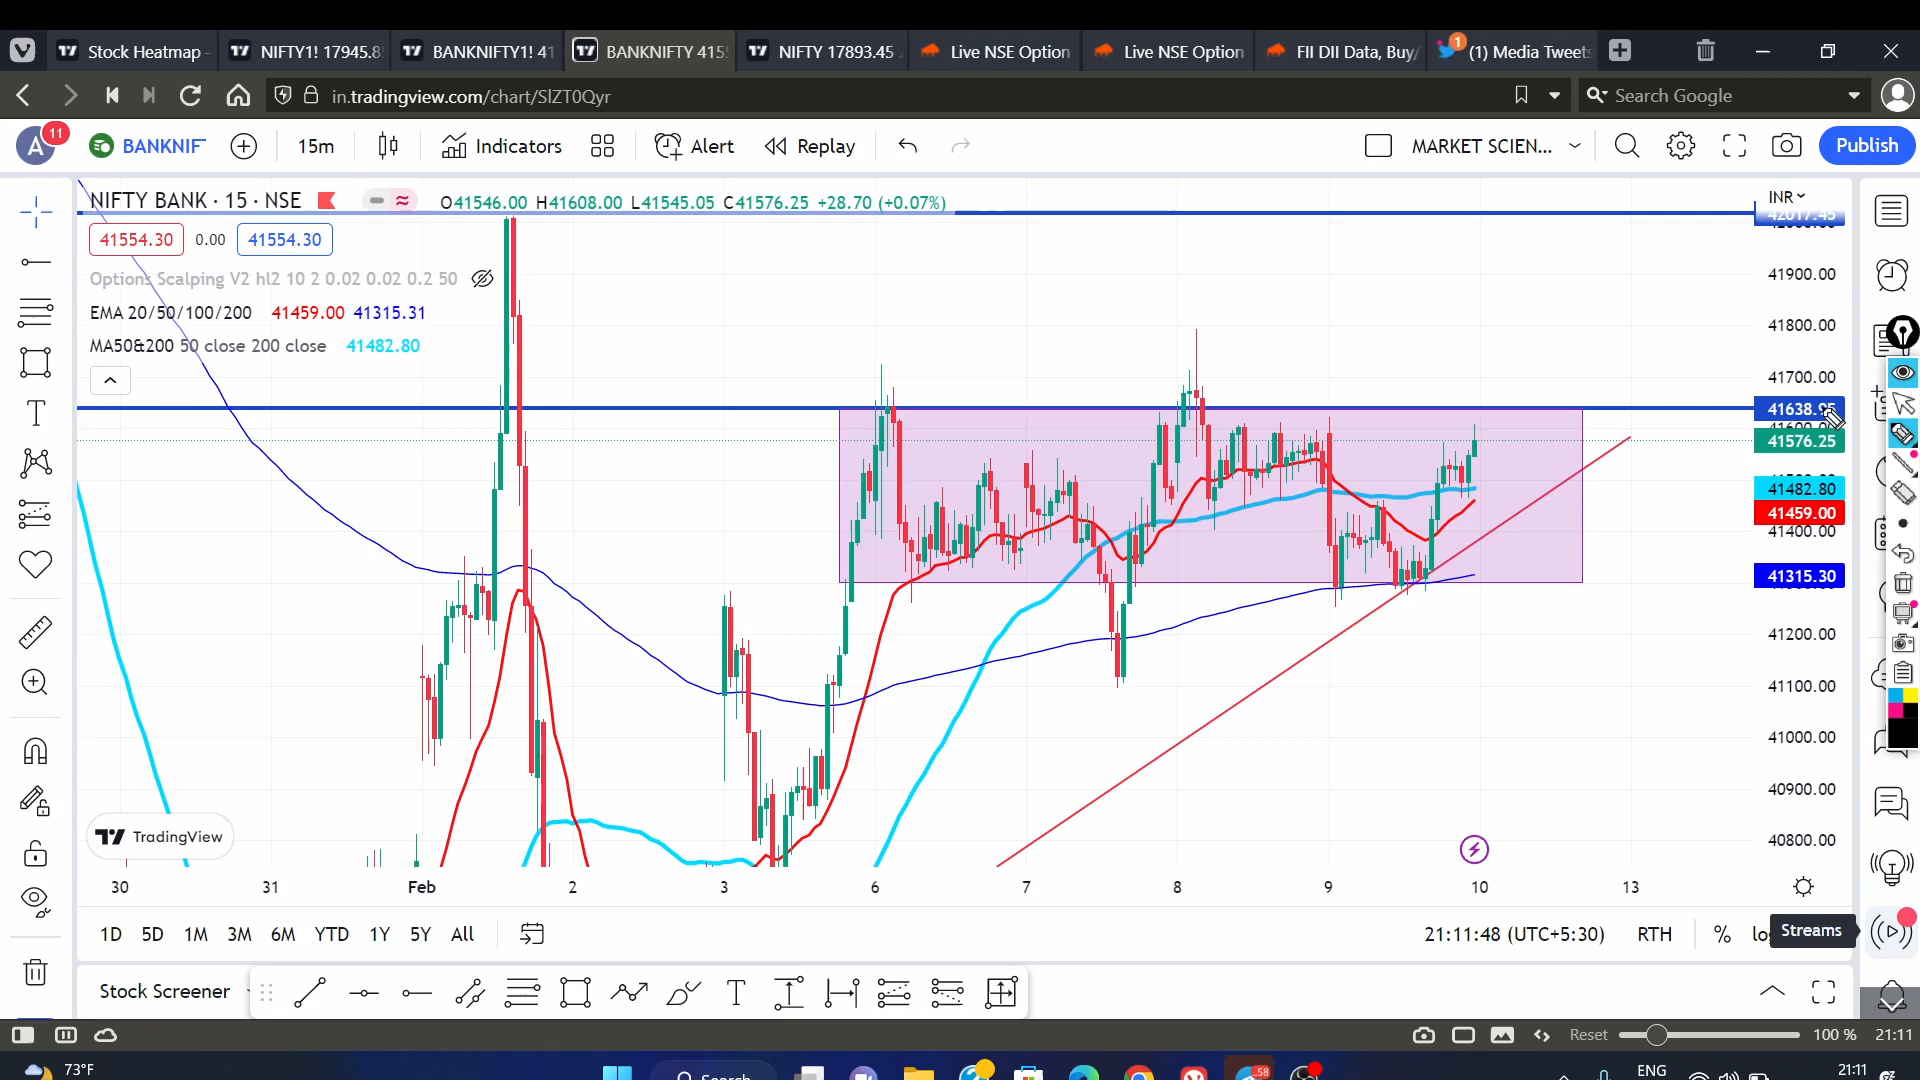 Stock Heatmap
NIFTY1! 17945.8
BANKNIFTY1! 41
BANKNIFTY 415
NIFTY 17893.45
Live NSE Option
Live NSE Option
FII DII Data, Buy/
1
(1) Media Tweets
in.tradingview.com/chart/SlZT0Qyr
Search Google
A
11
BANKNIF
15m
Indicators
Alert
Replay
MARKET SCIEN...
Publish
NIFTY BANK · 15 · NSE
O41546.00 H41608.00 L41545.05 C41576.25 +28.70 (+0.07%)
INR
42017.45
41554.30
0.00
41554.30
Options Scalping V2 hl2 10 2 0.02 0.02 0.2 50
EMA 20/50/100/200 41459.00 41315.31
MA50&200 50 close 200 close 41482.80
41900.00
41800.00
41700.00
41638.95
41576.25
41482.80
41459.00
41400.00
41315.30
41200.00
41100.00
41000.00
40900.00
40800.00
TradingView
30
31
Feb
2
3
6
7
8
9
10
13
1D 5D 1M 3M 6M YTD 1Y 5Y All
21:11:48 (UTC+5:30)
RTH
%
Streams
Stock Screener
Reset
100 %
21:11
73°F
Search
58
ENG
21:11